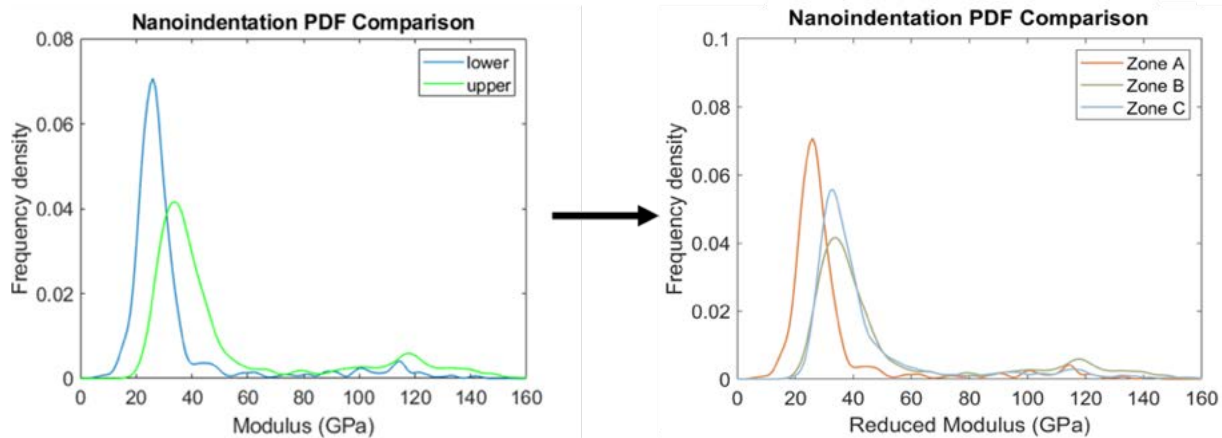 Nanoindentation PDF Comparison
0.08
0.06
0.04
0.02
0
Frequency density
lower
upper
0 20 40 60 80 100 120 140 160
Modulus (GPa)
Nanoindentation PDF Comparison
0.1
0.08
0.06
0.04
0.02
0
Frequency density
Zone A
Zone B
Zone C
0 20 40 60 80 100 120 140 160
Reduced Modulus (GPa)